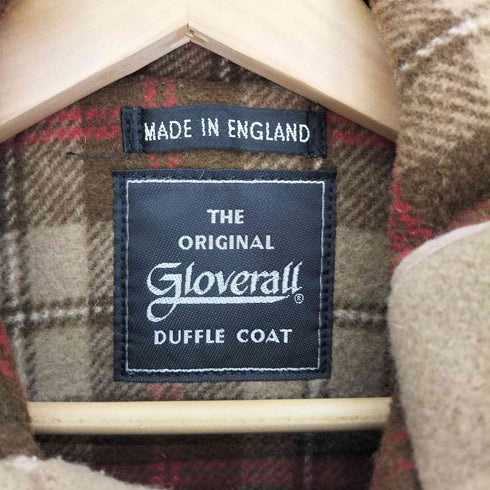 MADE IN ENGLAND
THE
ORIGINAL
Gloverall®
DUFFLE COAT